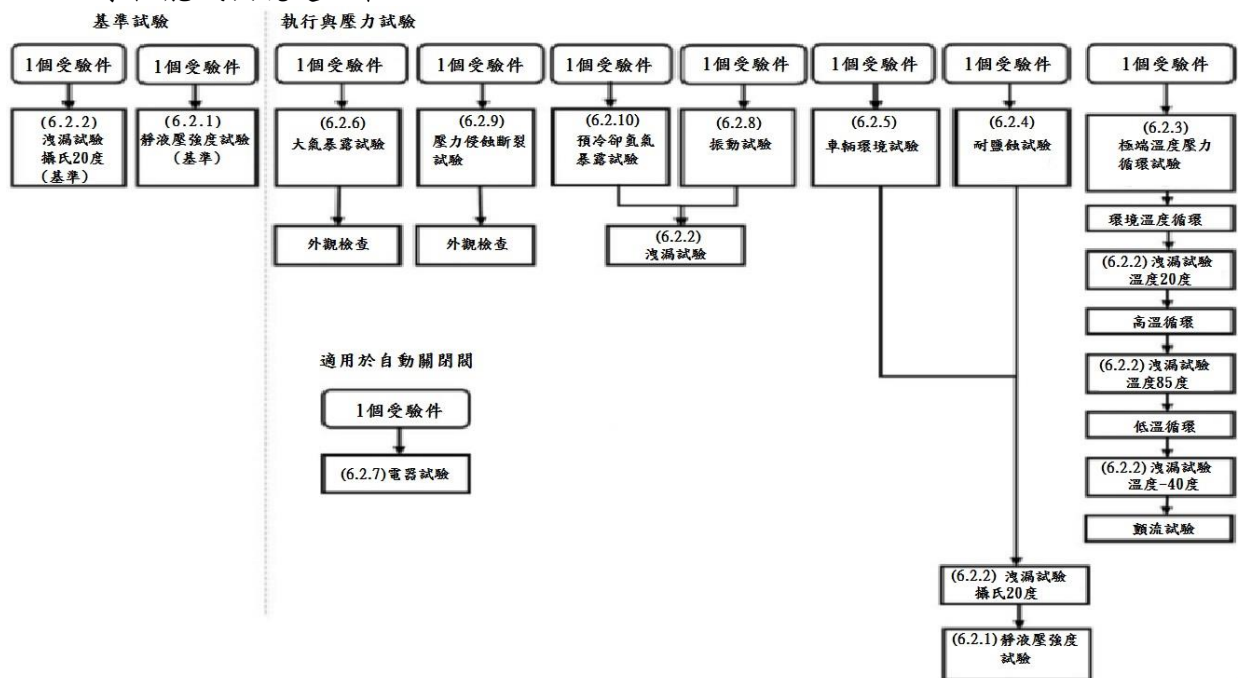 基準試驗
執行與壓力試驗
1個受驗件
1個受驗件
1個受驗件
1個受驗件
1個受驗件
1個受驗件
1個受驗件
1個受驗件
1個受驗件
(6.2.2)
洩漏試驗
攝氏20度
(基準)
(6.2.1)
靜液壓強度試驗
(基準)
(6.2.6)
大氣暴露試驗
(6.2.9)
壓力侵蝕斷裂
試驗
(6.2.10)
預冷卻氫氣
暴露試驗
(6.2.8)
振動試驗
(6.2.5)
車輛環境試驗
(6.2.4)
耐鹽蝕試驗
(6.2.3)
極端溫度壓力
循環試驗
外觀檢查
外觀檢查
(6.2.2)
洩漏試驗
環境溫度循環
(6.2.2)洩漏試驗
溫度20度
高溫循環
(6.2.2)洩漏試驗
溫度85度
低溫循環
(6.2.2)洩漏試驗
溫度-40度
顫流試驗
適用於自動關閉閥
1個受驗件
(6.2.7)電器試驗
(6.2.2) 洩漏試驗
攝氏20度
(6.2.1)靜液壓強度
試驗